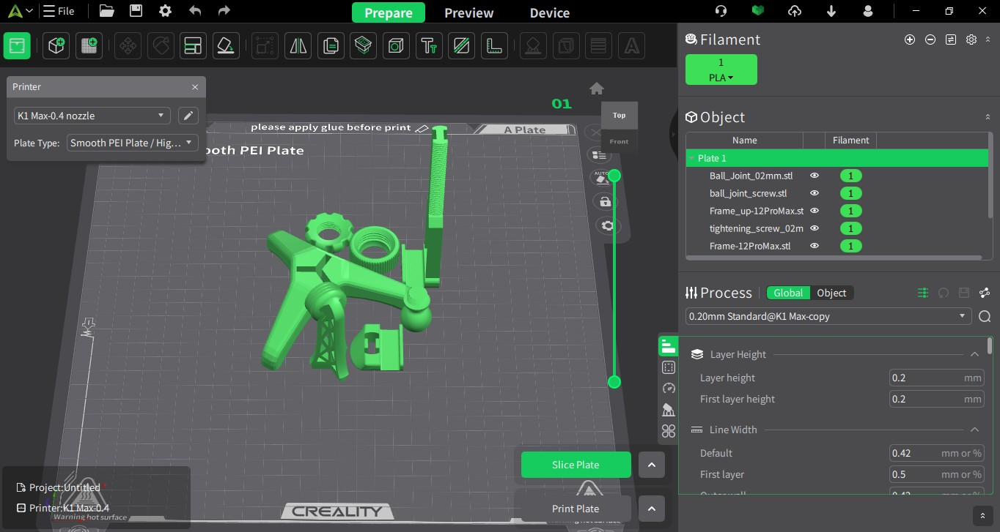 File
Prepare
Preview
Device
Printer
K1 Max-0.4 nozzle
Plate Type:
Smooth PEI Plate / Hig...
01
please apply glue before print
A Plate
ooth PEI Plate
Top
Front
AUTO
Filament
1
PLA
Object
Name
Filament
Plate 1
Ball_Joint_02mm.stl
1
ball_joint_screw.stl
1
Frame_up-12ProMax.st
1
tightening_screw_02m
1
Frame-12ProMax.stl
1
Process
Global
Object
0.20mm Standard@K1 Max-copy
Layer Height
Layer height
0.2 mm
First layer height
0.2 mm
Line Width
Default
0.42 mm or %
First layer
0.5 mm or %
Slice Plate
Print Plate
Project:Untitled*
Printer:K1 Max-0.4
Warning hot surface
CREALITY